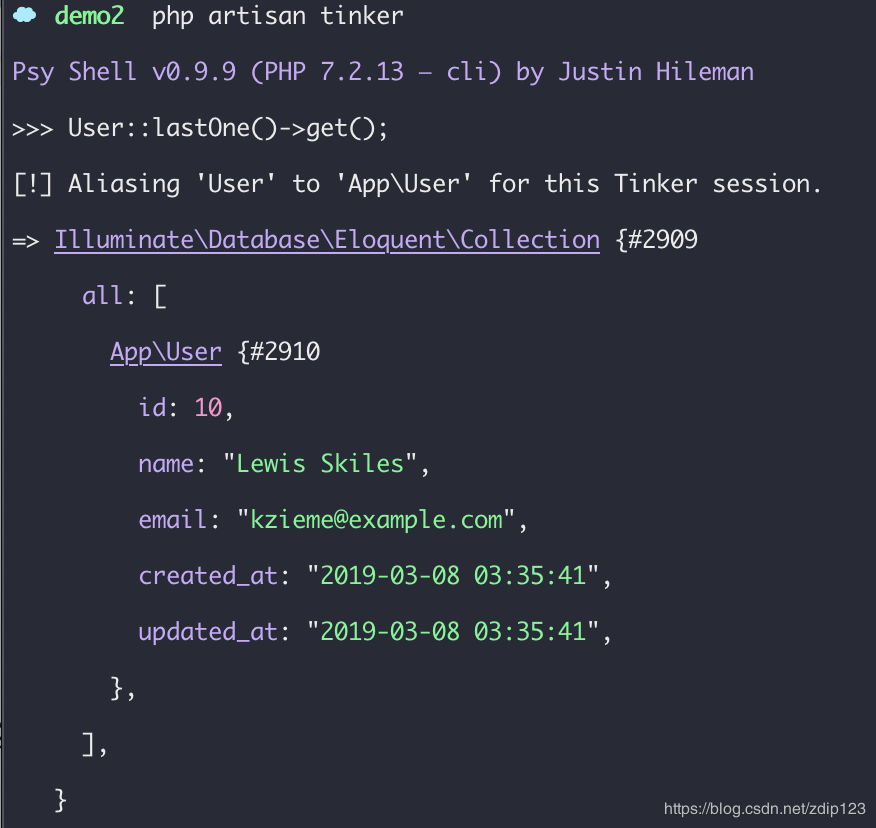 demo2 php artisan tinker
Psy Shell v0.9.9 (PHP 7.2.13 — cli) by Justin Hileman
>>> User::lastOne()->get();
[!] Aliasing 'User' to 'App\User' for this Tinker session.
=> Illuminate\Database\Eloquent\Collection {#2909
all: [
App\User {#2910
id: 10,
name: "Lewis Skiles",
email: "kzieme@example.com",
created_at: "2019-03-08 03:35:41",
updated_at: "2019-03-08 03:35:41",
},
],
}
https://blog.csdn.net/zdip123